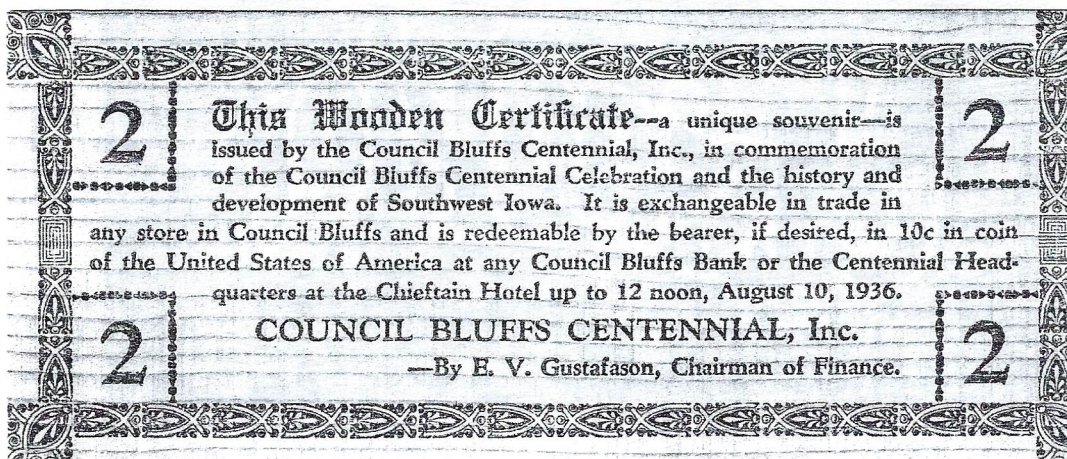 2 2
This Wooden Certificate--a unique souvenir—is
issued by the Council Bluffs Centennial, Inc., in commemoration
of the Council Bluffs Centennial Celebration and the history and
development of Southwest Iowa. It is exchangeable in trade in
any store in Council Bluffs and is redeemable by the bearer, if desired, in 10c in coin
of the United States of America at any Council Bluffs Bank or the Centennial Head-
quarters at the Chieftain Hotel up to 12 noon, August 10, 1936.
2 2
COUNCIL BLUFFS CENTENNIAL, Inc.
—By E. V. Gustafason, Chairman of Finance.